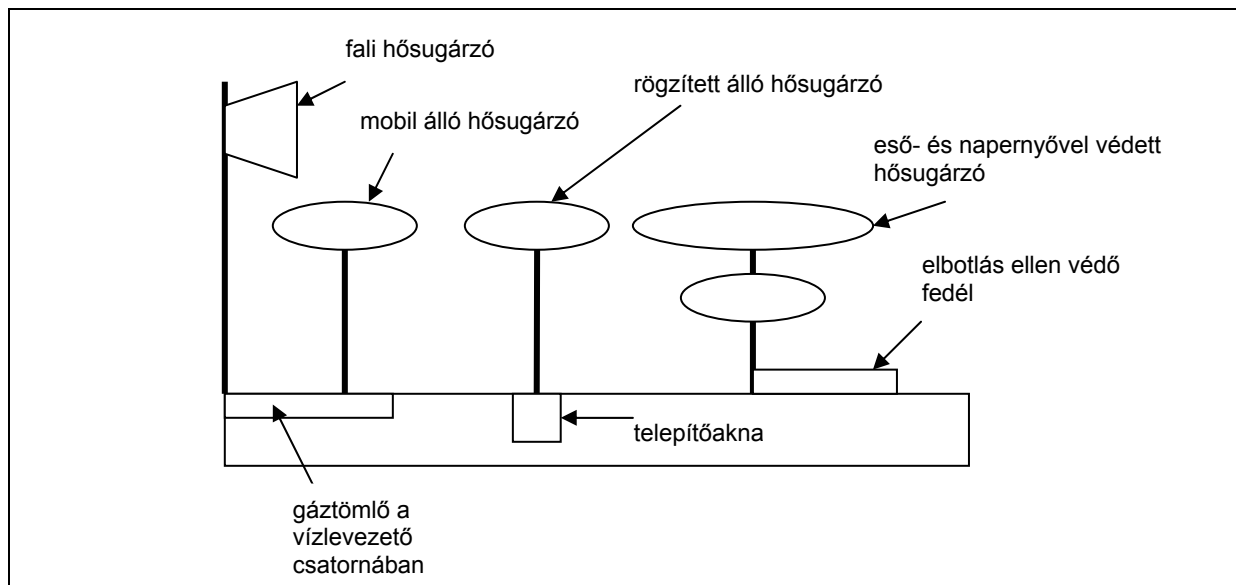 fali hősugárzó
rögzített álló hősugárzó
mobil álló hősugárzó
eső- és napernyővel védett
hősugárzó
elbotlás ellen védő
fedél
telepítőakna
gáztömlő a
vízlevezető
csatornában